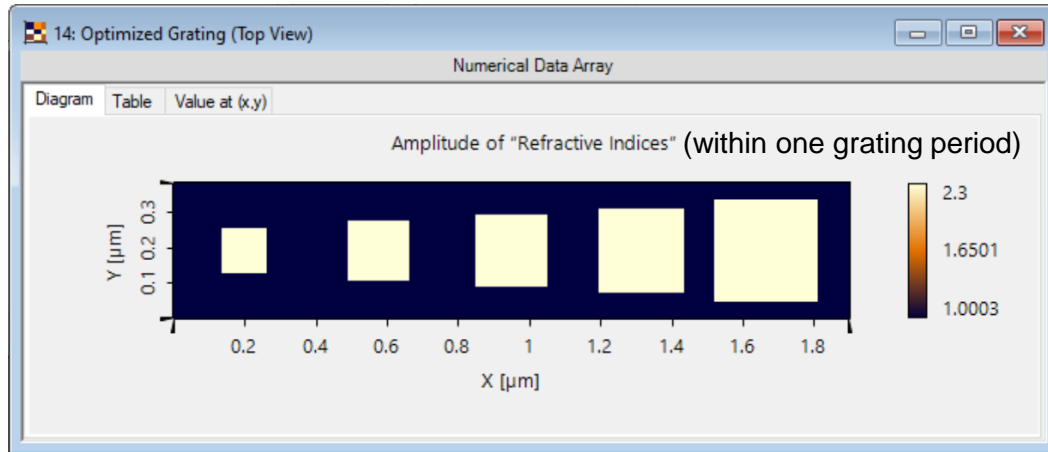 14: Optimized Grating (Top View)
Numerical Data Array
Diagram Table Value at (x,y)
Amplitude of "Refractive Indices" (within one grating period)
Y [µm]
0.1 0.2 0.3
0.2 0.4 0.6 0.8 1 1.2 1.4 1.6 1.8
X [µm]
2.3
1.6501
1.0003